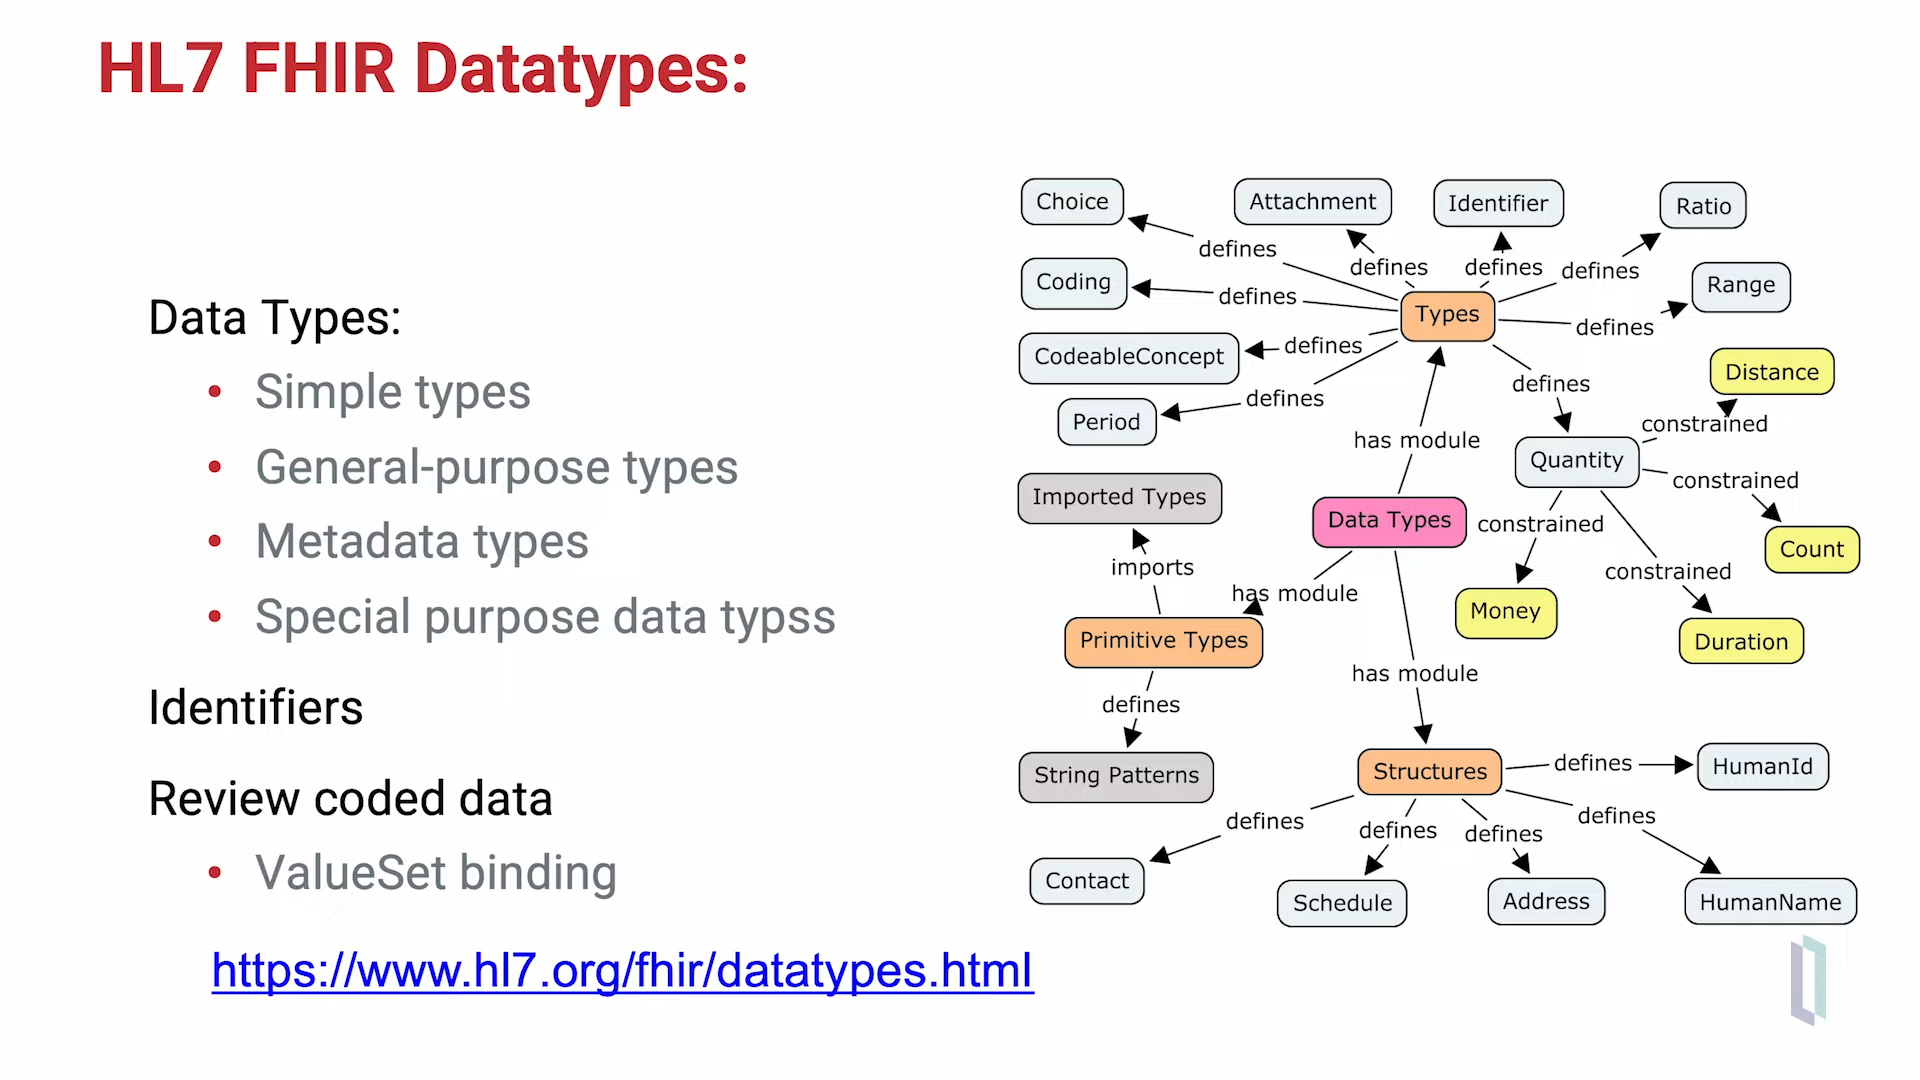 HL7 FHIR Datatypes:
Data Types:
• Simple types
• General-purpose types
• Metadata types
• Special purpose data typss
Identifiers
Review coded data
• ValueSet binding
https://www.hl7.org/fhir/datatypes.html
Choice
Attachment
Identifier
Ratio
defines
defines
defines
defines
Coding
defines
Range
Types
defines
CodeableConcept
defines
defines
Distance
Period
defines
constrained
has module
Quantity
constrained
Imported Types
Data Types
constrained
Count
imports
constrained
has module
Money
Primitive Types
Duration
has module
defines
String Patterns
Structures
defines
HumanId
defines
defines
defines
defines
Contact
Schedule
Address
HumanName